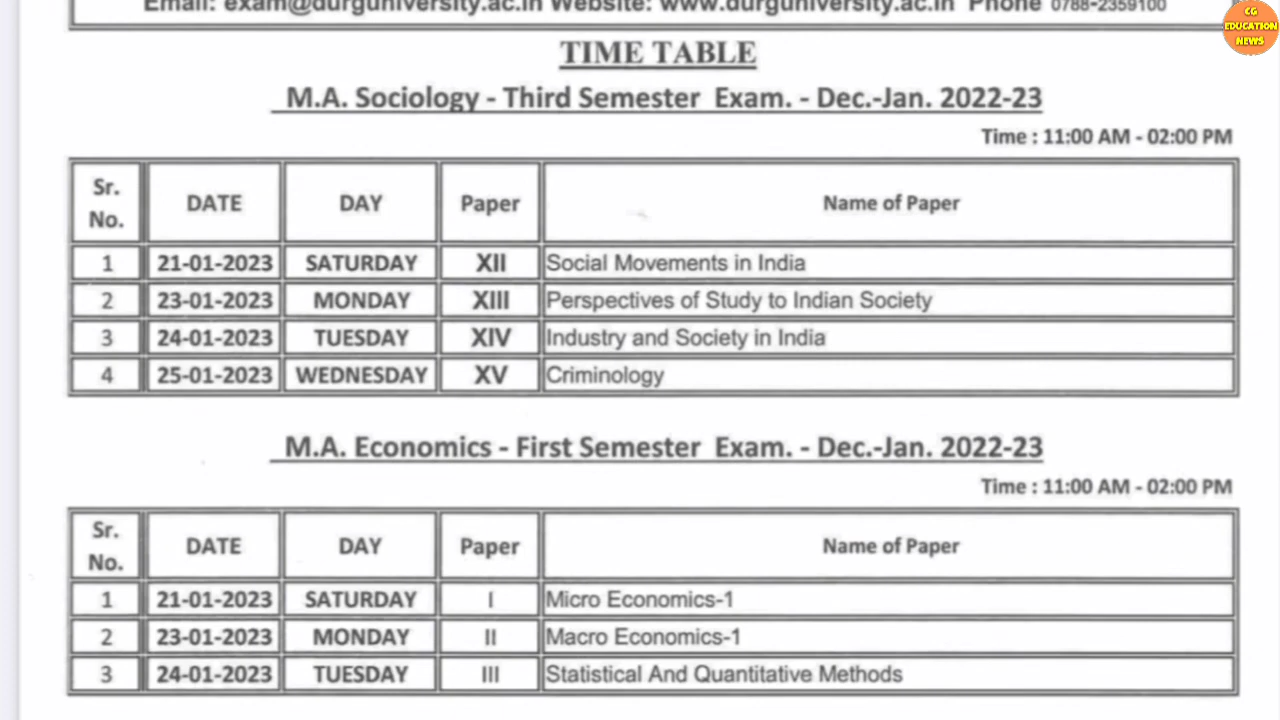 Email: exam@durguniversity.ac.in Website: www.durguniversity.ac.in Phone 0788-2359100
CG
EDUCATION
NEWS
TIME TABLE
M.A. Sociology - Third Semester Exam. - Dec.-Jan. 2022-23
Time : 11:00 AM - 02:00 PM
Sr. No. DATE DAY Paper Name of Paper
1 21-01-2023 SATURDAY XII Social Movements in India
2 23-01-2023 MONDAY XIII Perspectives of Study to Indian Society
3 24-01-2023 TUESDAY XIV Industry and Society in India
4 25-01-2023 WEDNESDAY XV Criminology
M.A. Economics - First Semester Exam. - Dec.-Jan. 2022-23
Time : 11:00 AM - 02:00 PM
Sr. No. DATE DAY Paper Name of Paper
1 21-01-2023 SATURDAY I Micro Economics-1
2 23-01-2023 MONDAY II Macro Economics-1
3 24-01-2023 TUESDAY III Statistical And Quantitative Methods